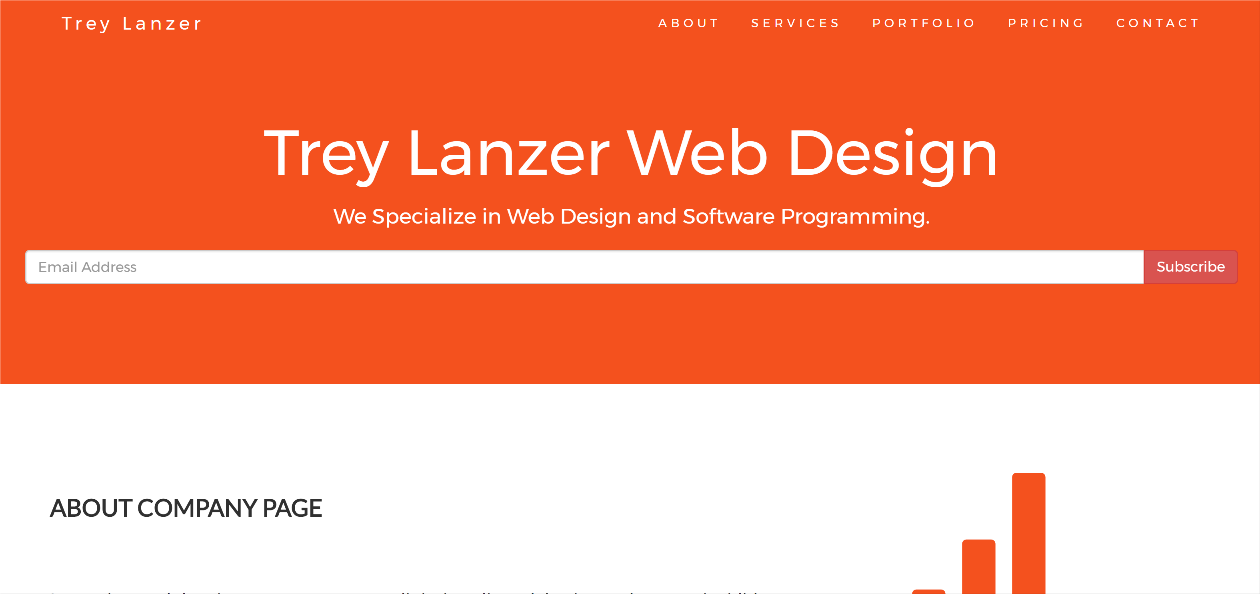 Trey Lanzer
ABOUT SERVICES PORTFOLIO PRICING CONTACT
Trey Lanzer Web Design
We Specialize in Web Design and Software Programming.
Email Address
Subscribe
ABOUT COMPANY PAGE